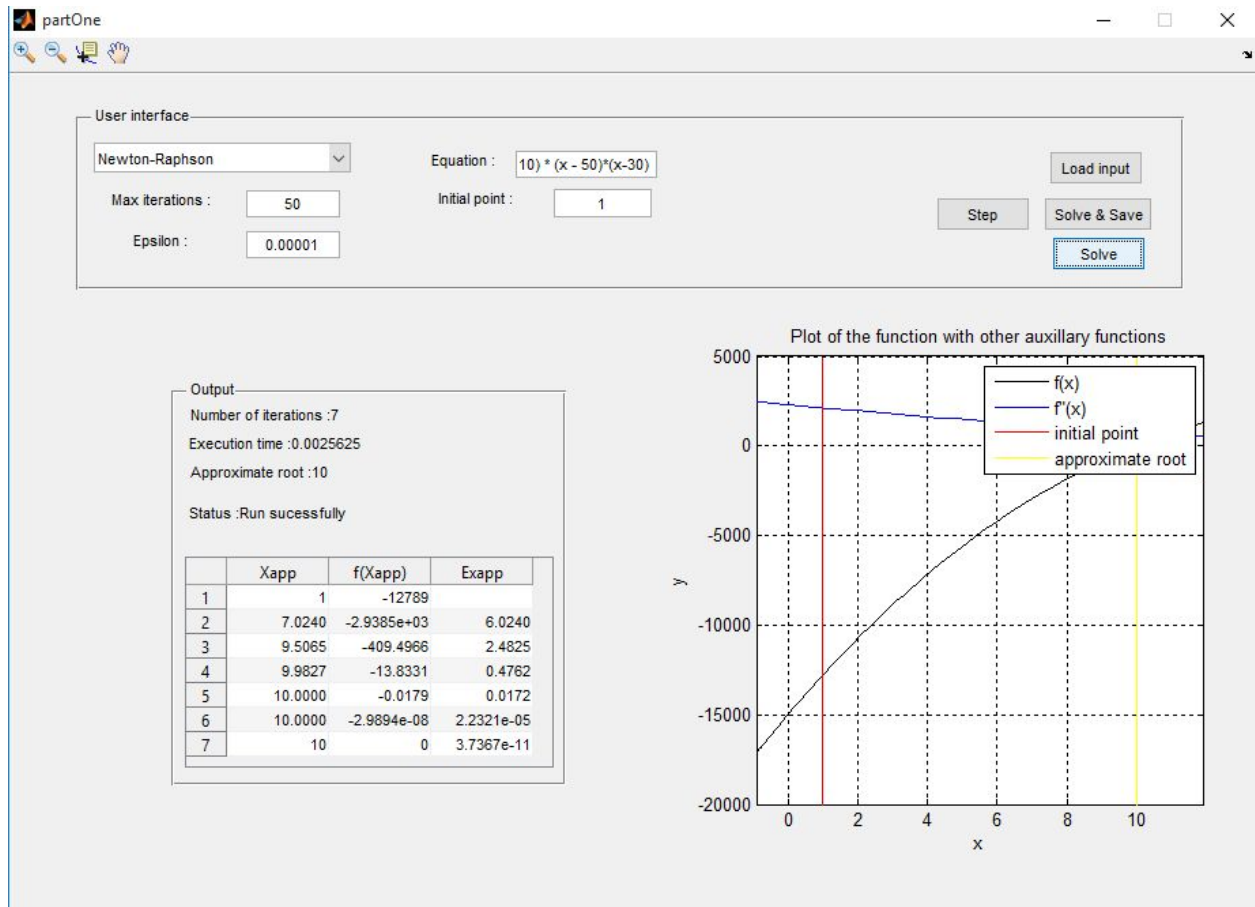 partOne
User interface
Newton-Raphson
Equation :
10) * (x - 50)*(x-30)
Load input
Max iterations :
50
Initial point :
1
Step
Solve & Save
Epsilon :
0.00001
Solve
Output
Number of iterations :7
Execution time :0.0025625
Approximate root :10
Status :Run sucessfully
Xapp f(Xapp) Exapp
1 1 -12789
2 7.0240 -2.9385e+03 6.0240
3 9.5065 -409.4966 2.4825
4 9.9827 -13.8331 0.4762
5 10.0000 -0.0179 0.0172
6 10.0000 -2.9894e-08 2.2321e-05
7 10 0 3.7367e-11
Plot of the function with other auxillary functions
f(x)
f"(x)
initial point
approximate root
5000
0
-5000
-10000
-15000
-20000
y
0 2 4 6 8 10
x